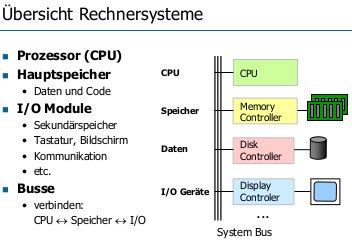 Übersicht Rechnersysteme
Prozessor (CPU)
Hauptspeicher
Daten und Code
I/O Module
Sekundärspeicher
Tastatur, Bildschirm
Kommunikation
etc.
Busse
verbinden:
CPU ↔ Speicher ↔ I/O
CPU
CPU
Speicher
Memory
Controller
Daten
Disk
Controller
I/O Geräte
Display
Controler
...
System Bus